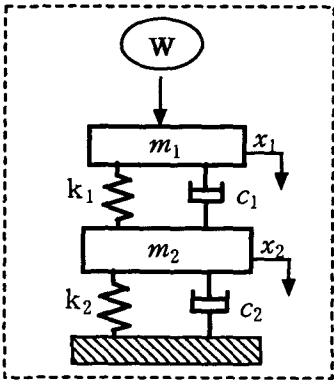 W
m₁
x₁
k₁
c₁
m₂
x₂
k₂
c₂